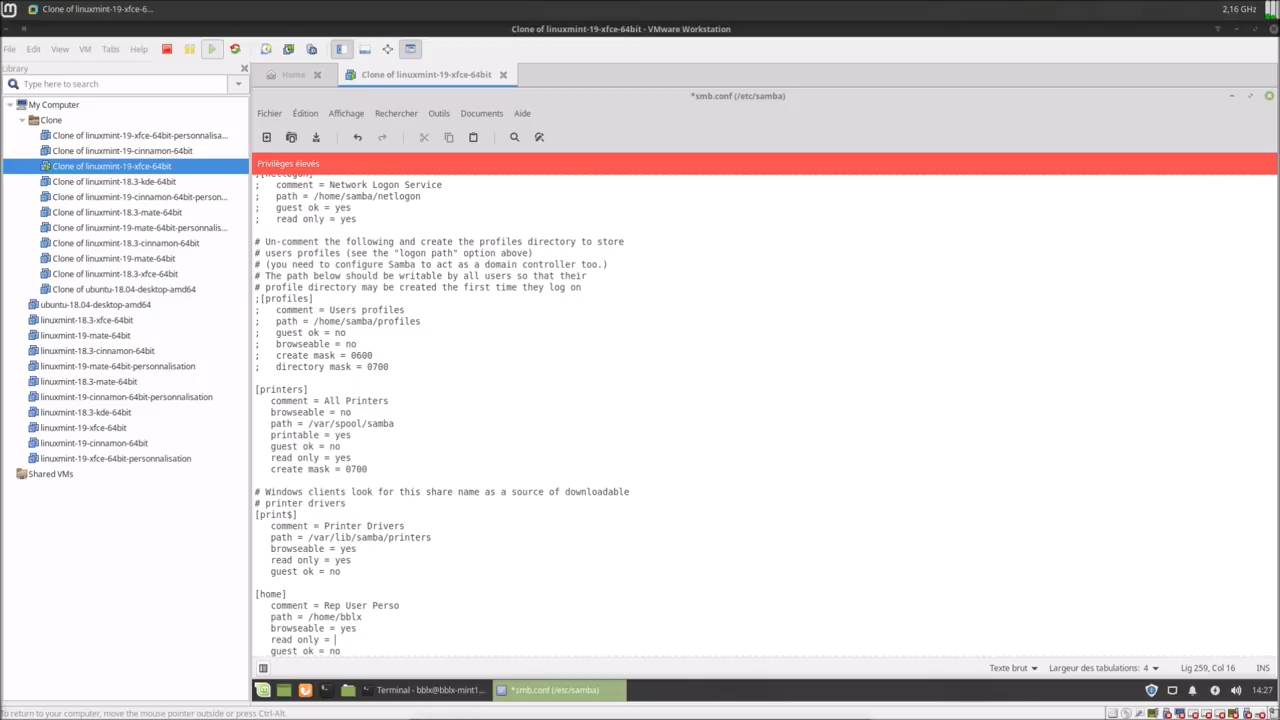 Clone of linuxmint-19-xfce-6...
2,16 GHz
Clone of linuxmint-19-xfce-64bit - VMware Workstation
File Edit View VM Tabs Help
Library
Type here to search
Home
Clone of linuxmint-19-xfce-64bit
My Computer
Clone
Clone of linuxmint-19-xfce-64bit-personnalisa...
Clone of linuxmint-19-cinnamon-64bit
Clone of linuxmint-19-xfce-64bit
Clone of linuxmint-18.3-kde-64bit
Clone of linuxmint-19-cinnamon-64bit-person...
Clone of linuxmint-18.3-mate-64bit
Clone of linuxmint-19-mate-64bit-personnalis...
Clone of linuxmint-18.3-cinnamon-64bit
Clone of linuxmint-19-mate-64bit
Clone of linuxmint-18.3-xfce-64bit
Clone of ubuntu-18.04-desktop-amd64
ubuntu-18.04-desktop-amd64
linuxmint-18.3-xfce-64bit
linuxmint-19-mate-64bit
linuxmint-18.3-cinnamon-64bit
linuxmint-19-mate-64bit-personnalisation
linuxmint-18.3-mate-64bit
linuxmint-19-cinnamon-64bit-personnalisation
linuxmint-18.3-kde-64bit
linuxmint-19-xfce-64bit
linuxmint-19-cinnamon-64bit
linuxmint-19-xfce-64bit-personnalisation
Shared VMs
*smb.conf (/etc/samba)
Fichier Édition Affichage Rechercher Outils Documents Aide
Privilèges élevés
;[netlogon]
;   comment = Network Logon Service
;   path = /home/samba/netlogon
;   guest ok = yes
;   read only = yes
# Un-comment the following and create the profiles directory to store
# users profiles (see the "logon path" option above)
# (you need to configure Samba to act as a domain controller too.)
# The path below should be writable by all users so that their
# profile directory may be created the first time they log on
;[profiles]
;   comment = Users profiles
;   path = /home/samba/profiles
;   guest ok = no
;   browseable = no
;   create mask = 0600
;   directory mask = 0700
[printers]
   comment = All Printers
   browseable = no
   path = /var/spool/samba
   printable = yes
   guest ok = no
   read only = yes
   create mask = 0700
# Windows clients look for this share name as a source of downloadable
# printer drivers
[print$]
   comment = Printer Drivers
   path = /var/lib/samba/printers
   browseable = yes
   read only = yes
   guest ok = no
[home]
   comment = Rep User Perso
   path = /home/bblx
   browseable = yes
   read only =
   guest ok = no
Texte brut Largeur des tabulations: 4 Lig 259, Col 16 INS
Terminal - bblx@bblx-mint1...
*smb.conf (/etc/samba)
14:27
To return to your computer, move the mouse pointer outside or press Ctrl-Alt.